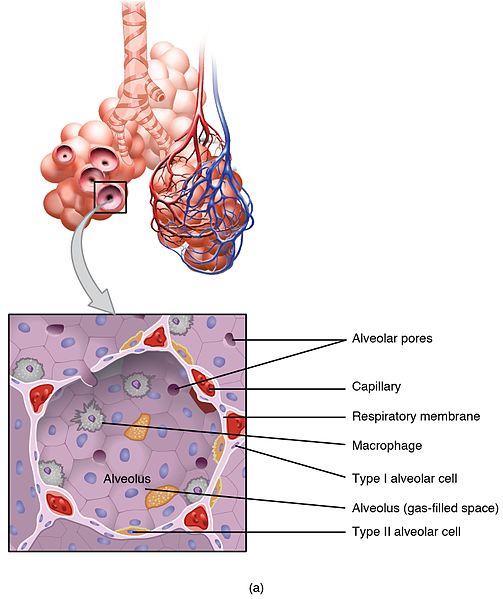 Alveolar pores
Capillary
Respiratory membrane
Macrophage
Type I alveolar cell
Alveolus
Alveolus (gas-filled space)
Type II alveolar cell
(a)